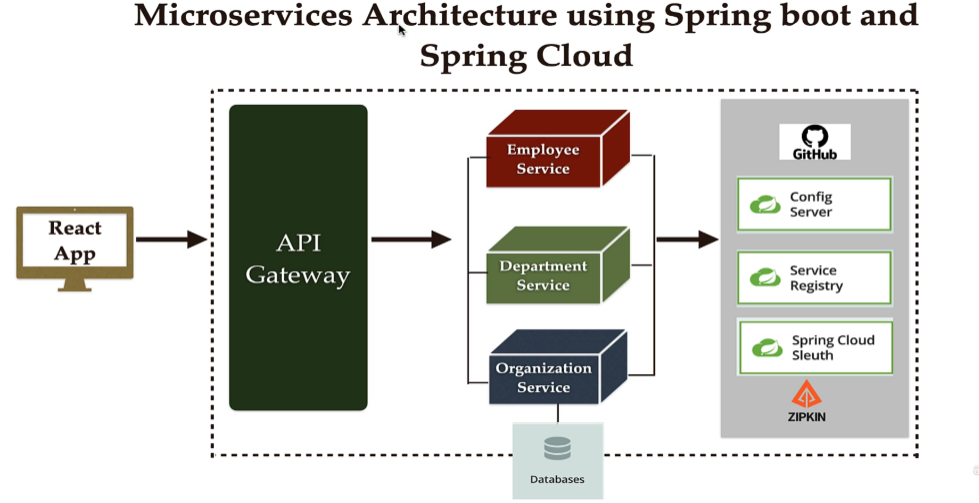 Microservices Architecture using Spring boot and
Spring Cloud
React
App
API
Gateway
Employee
Service
Department
Service
Organization
Service
Databases
GitHub
Config
Server
Service
Registry
Spring Cloud
Sleuth
ZIPKIN